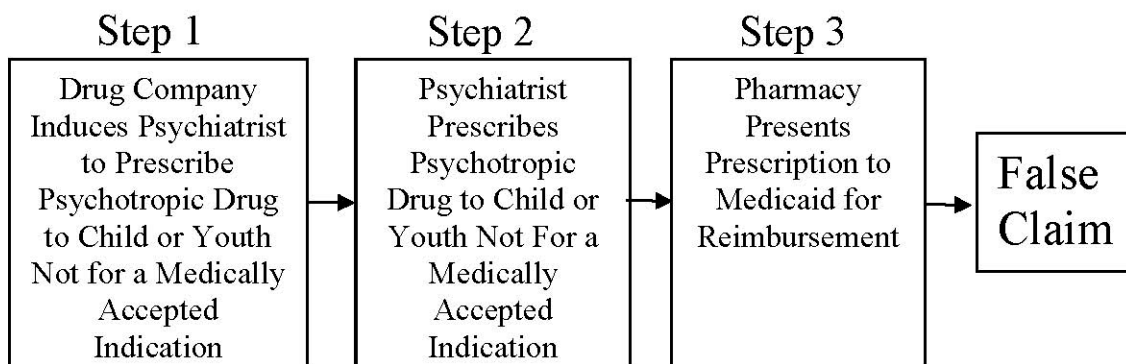 Step 1
Drug Company
Induces Psychiatrist
to Prescribe
Psychotropic Drug
to Child or Youth
Not for a Medically
Accepted
Indication
Step 2
Psychiatrist
Prescribes
Psychotropic
Drug to Child or
Youth Not For a
Medically
Accepted
Indication
Step 3
Pharmacy
Presents
Prescription to
Medicaid for
Reimbursement
False
Claim